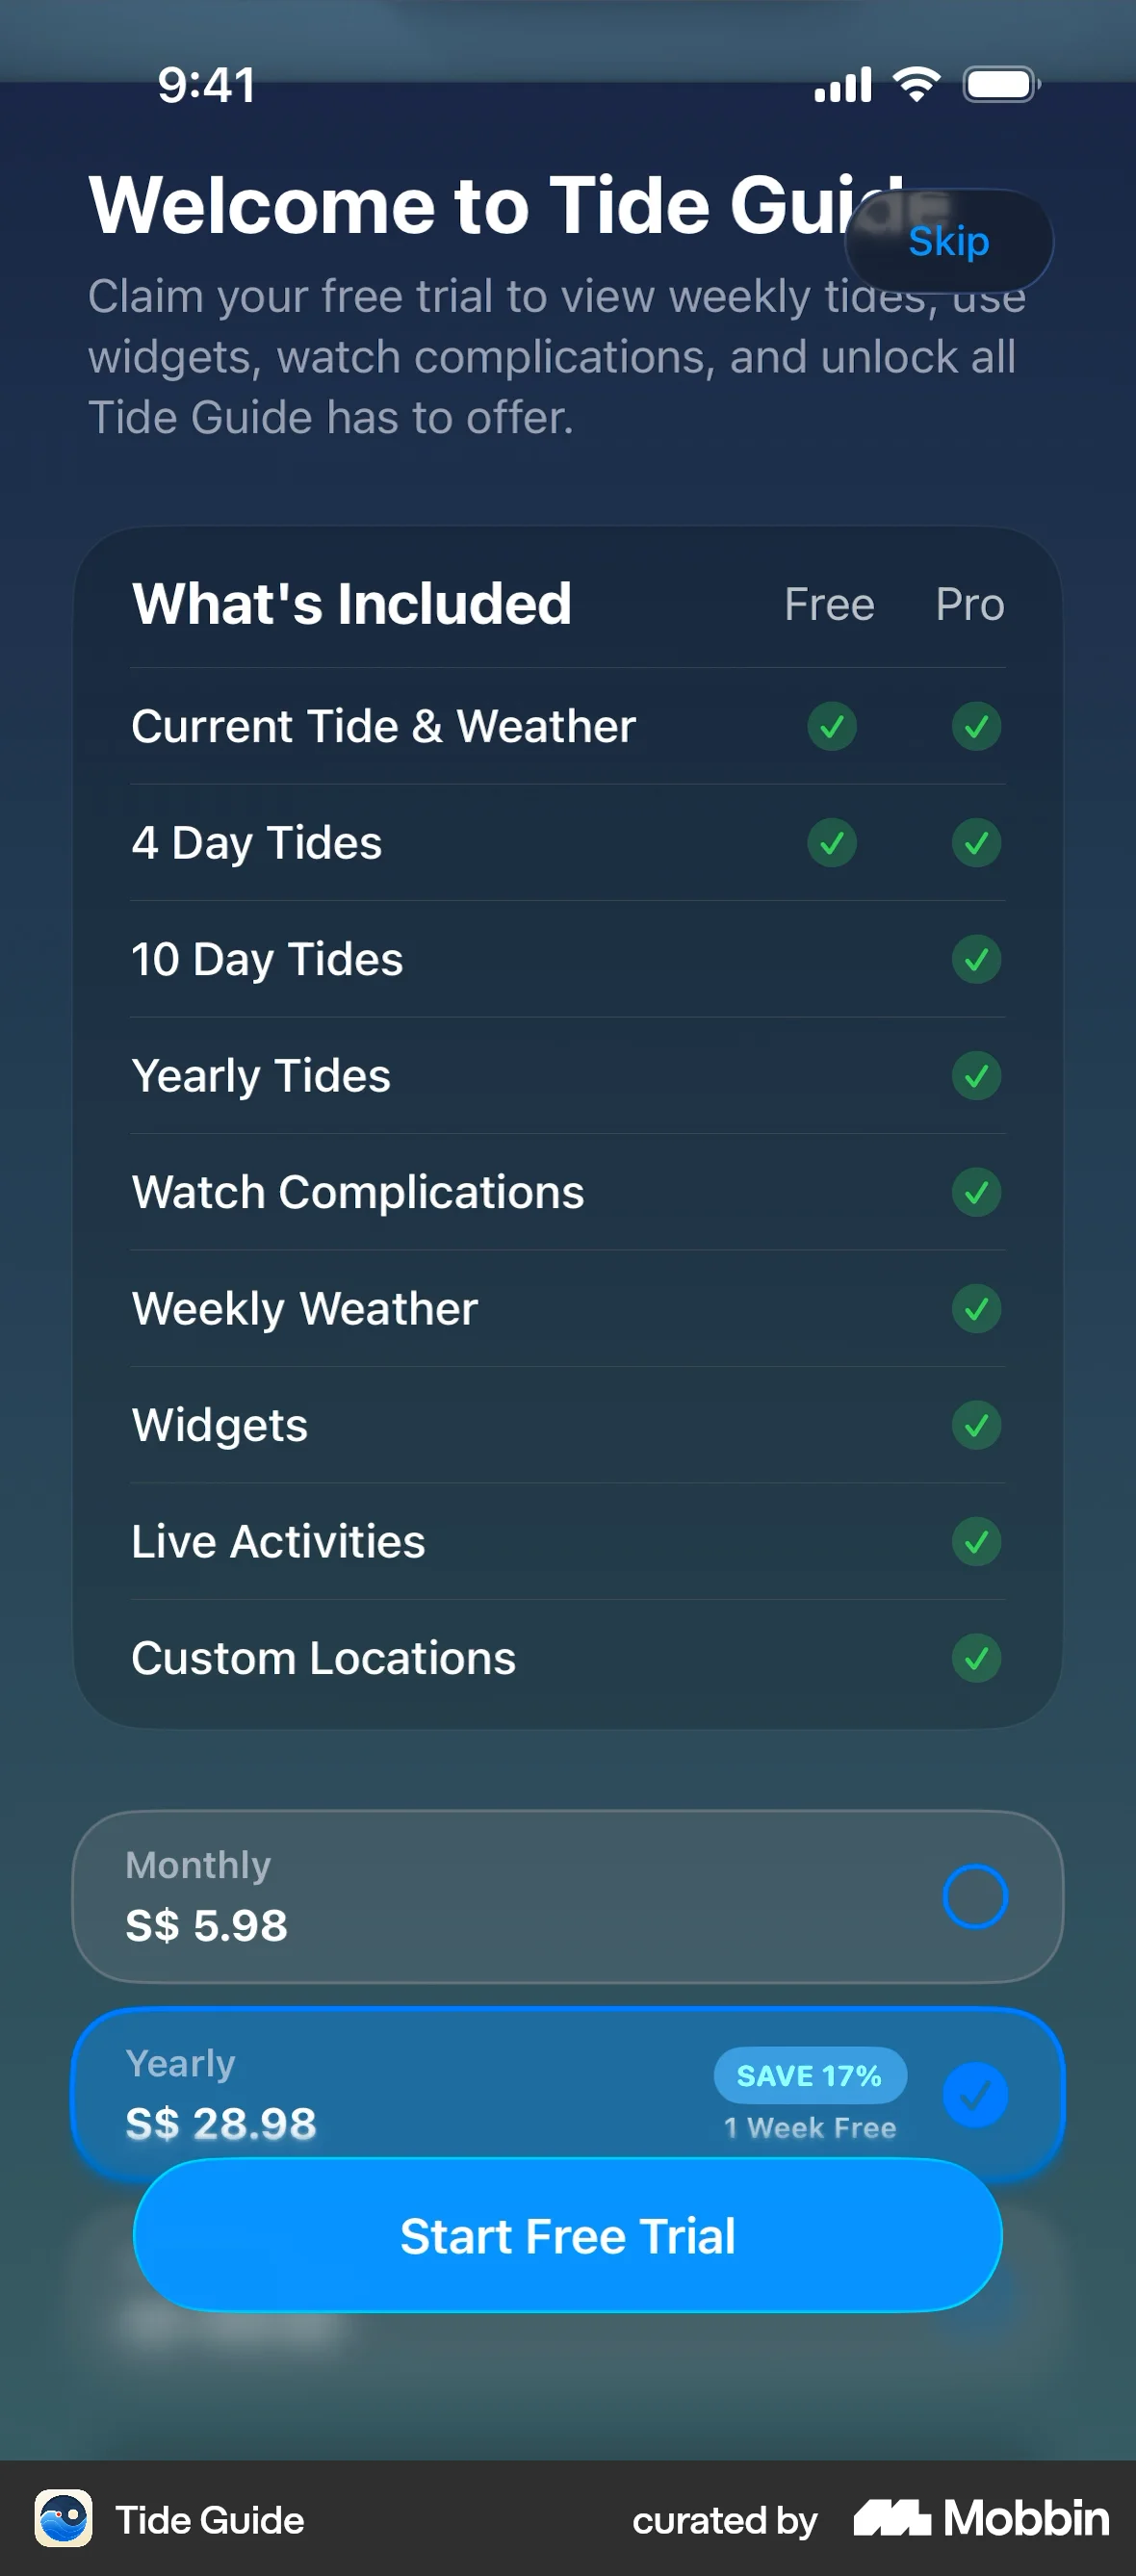 9:41
Welcome to Tide Guide
Skip
Claim your free trial to view weekly tides, use
widgets, watch complications, and unlock all
Tide Guide has to offer.
What's Included Free Pro
Current Tide & Weather
4 Day Tides
10 Day Tides
Yearly Tides
Watch Complications
Weekly Weather
Widgets
Live Activities
Custom Locations
Monthly
S$ 5.98
Yearly
S$ 28.98
SAVE 17%
1 Week Free
Start Free Trial
Tide Guide
curated by Mobbin